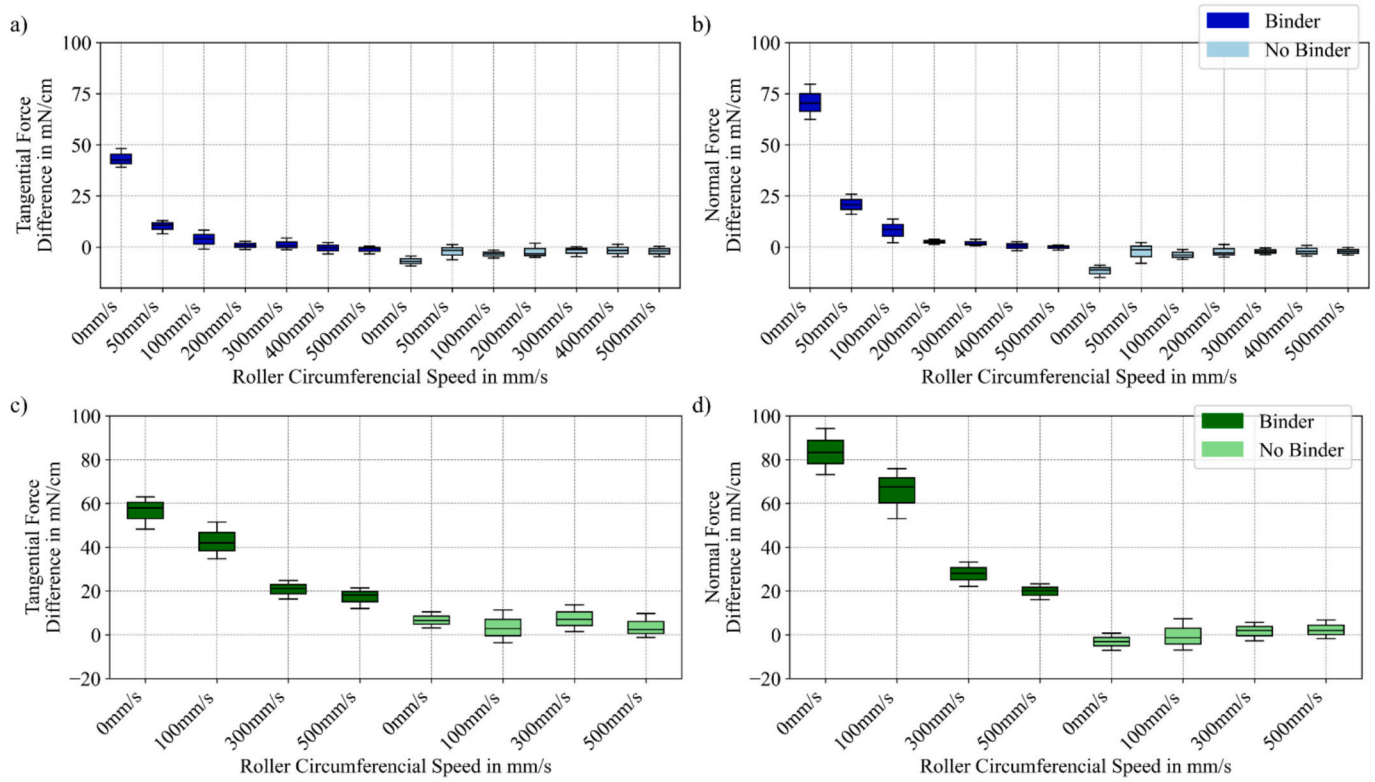 a)
Tangential Force
Difference in mN/cm
100
75
50
25
0
0mm/s
50mm/s
100mm/s
200mm/s
300mm/s
400mm/s
500mm/s
0mm/s
50mm/s
100mm/s
200mm/s
300mm/s
400mm/s
500mm/s
Roller Circumferencial Speed in mm/s
b)
Binder
No Binder
Normal Force
Difference in mN/cm
100
75
50
25
0
0mm/s
50mm/s
100mm/s
200mm/s
300mm/s
400mm/s
500mm/s
0mm/s
50mm/s
100mm/s
200mm/s
300mm/s
400mm/s
500mm/s
Roller Circumferencial Speed in mm/s
c)
Tangential Force
Difference in mN/cm
100
80
60
40
20
0
−20
0mm/s
100mm/s
300mm/s
500mm/s
0mm/s
100mm/s
300mm/s
500mm/s
Roller Circumferencial Speed in mm/s
d)
Binder
No Binder
Normal Force
Difference in mN/cm
100
80
60
40
20
0
−20
0mm/s
100mm/s
300mm/s
500mm/s
0mm/s
100mm/s
300mm/s
500mm/s
Roller Circumferencial Speed in mm/s